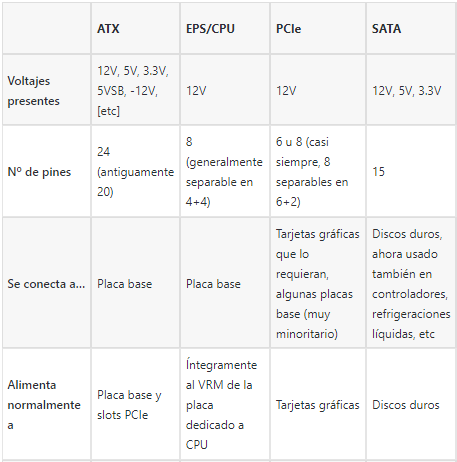 ATX EPS/CPU PCIe SATA
Voltajes presentes
12V, 5V, 3.3V,
5VSB, -12V,
[etc]
12V
12V
12V, 5V, 3.3V
Nº de pines
24
(antiguamente
20)
8
(generalmente
separable en
4+4)
6 u 8 (casi
siempre, 8
separables en
6+2)
15
Se conecta a...
Placa base
Placa base
Tarjetas gráficas
que lo
requieran,
algunas placas
base (muy
minoritario)
Discos duros,
ahora usado
también en
controladores,
refrigeraciones
líquidas, etc
Alimenta
normalmente
a
Placa base y
slots PCIe
Íntegramente
al VRM de la
placa
dedicado a
CPU
Tarjetas gráficas
Discos duros